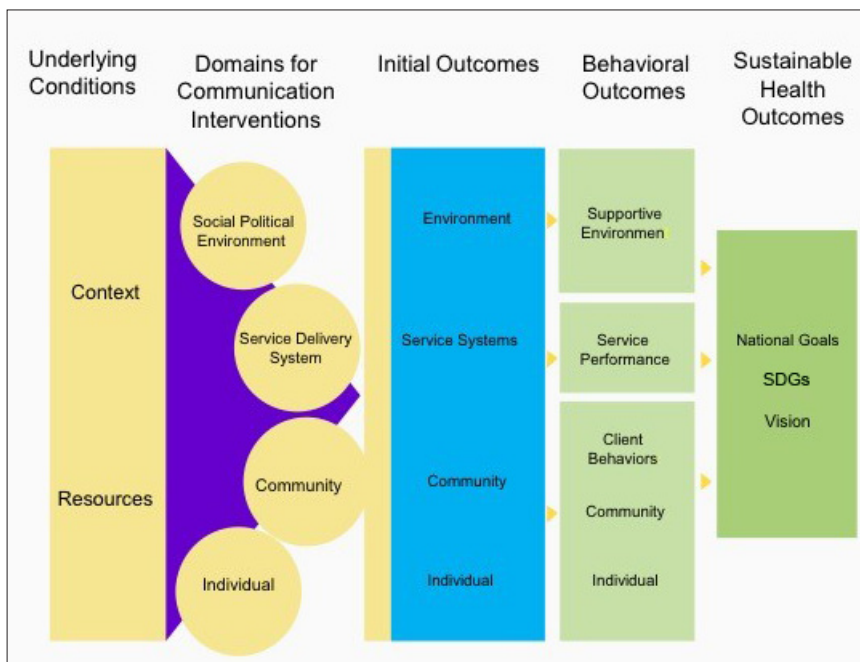 Underlying
Conditions
Domains for
Communication
Interventions
Initial Outcomes
Behavioral
Outcomes
Sustainable
Health
Outcomes
Context
Resources
Social Political
Environment
Service Delivery
System
Community
Individual
Environment
Service Systems
Community
Individual
Supportive
Environment
Service
Performance
Client
Behaviors
Community
Individual
National Goals
SDGs
Vision